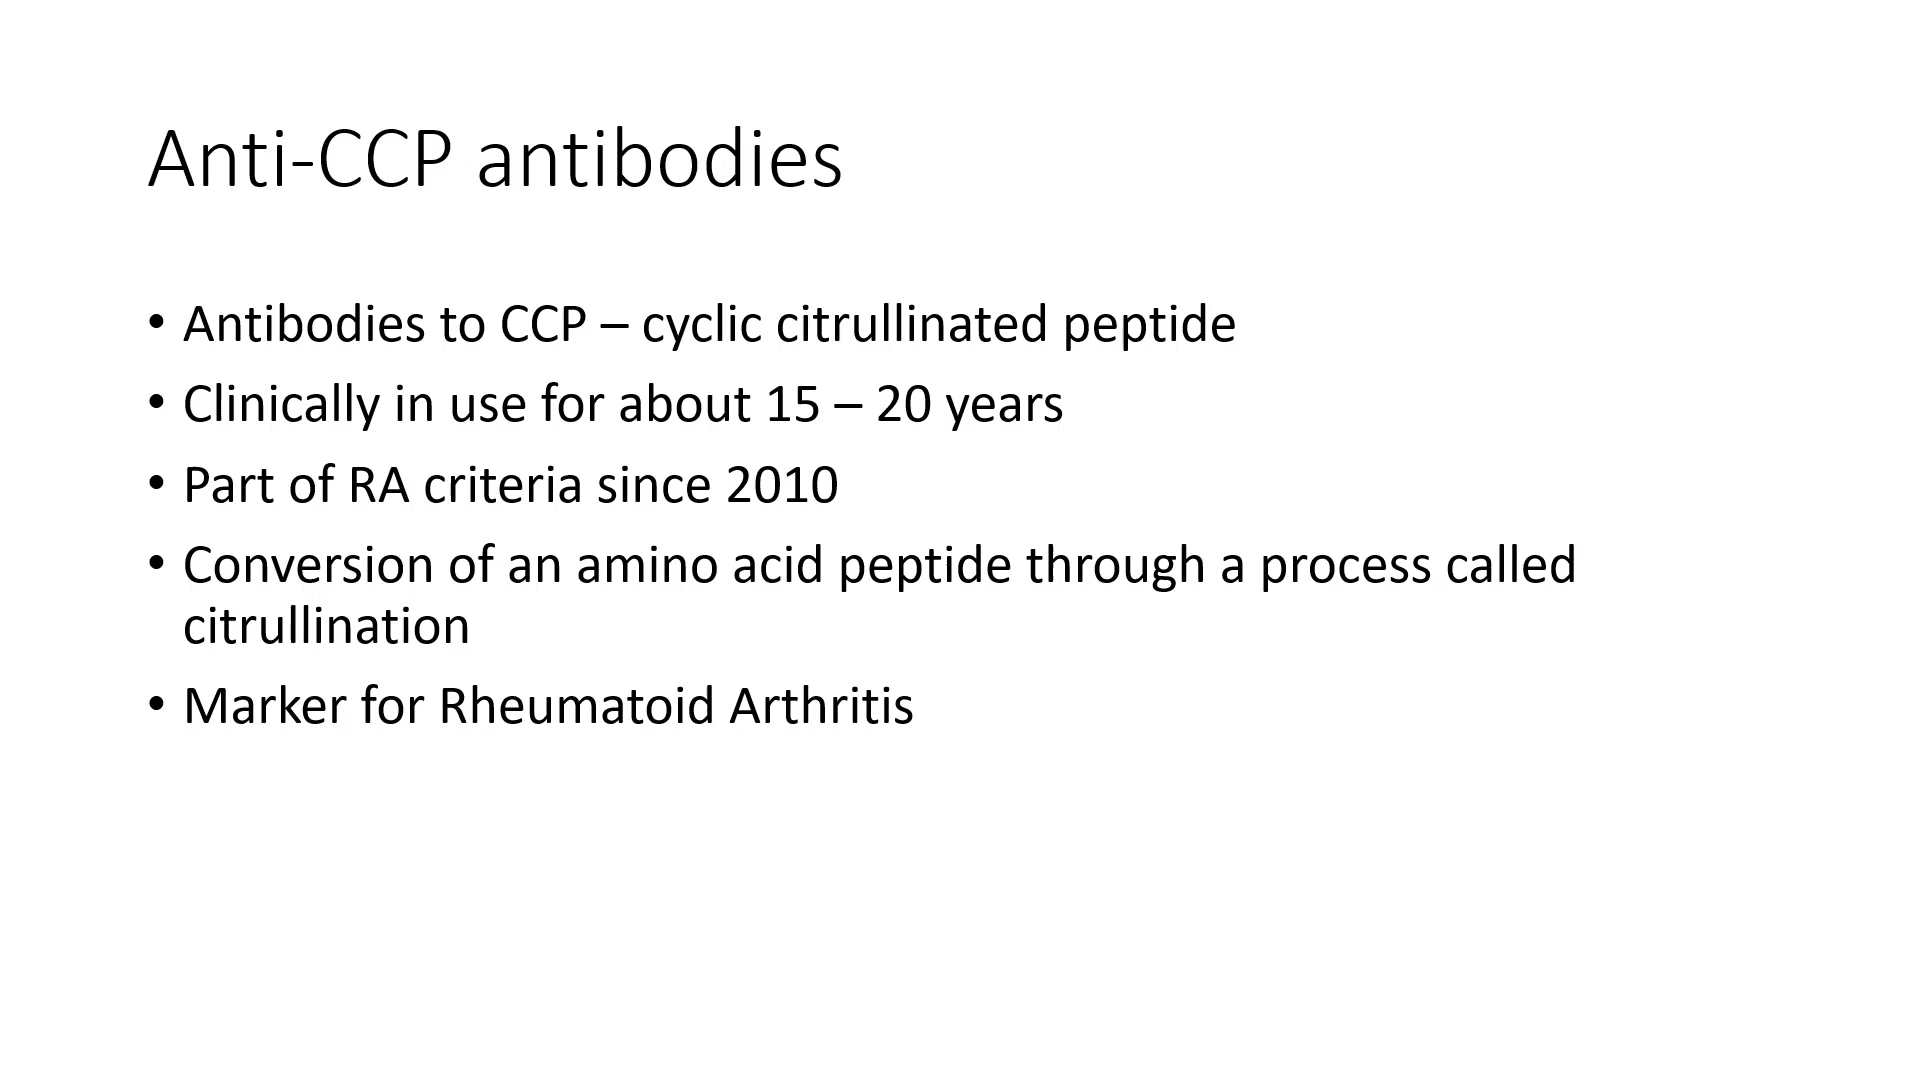 Anti-CCP antibodies
• Antibodies to CCP – cyclic citrullinated peptide
• Clinically in use for about 15 – 20 years
• Part of RA criteria since 2010
• Conversion of an amino acid peptide through a process called
citrullination
• Marker for Rheumatoid Arthritis